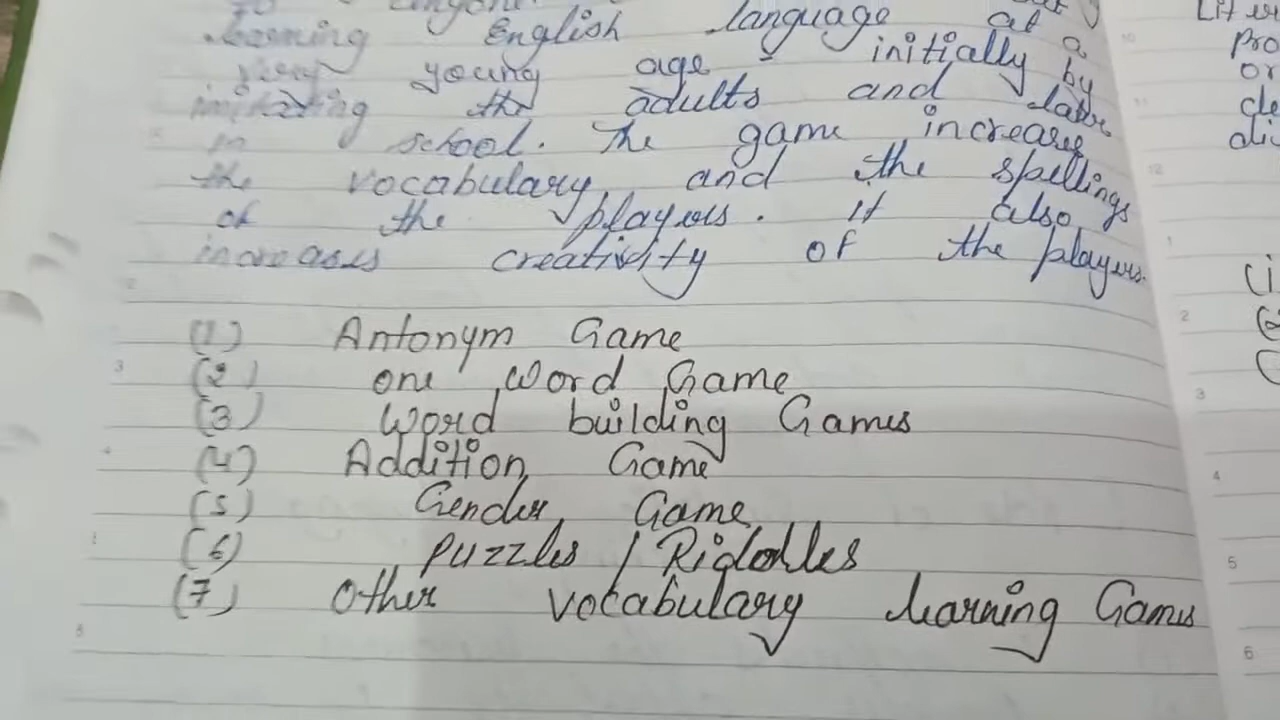 learning English language at a
very young age - initially by
imitating the adults and later
in school. The game increase
the vocabulary, and the spellings
of the players. it also
increases creativity of the players.
(1) Antonym Game
(2) one word Game
(3) Word building Games
(4) Addition Game
(5) Gender Game
(6) Puzzles / Riddles
(7) Other vocabulary learning Games